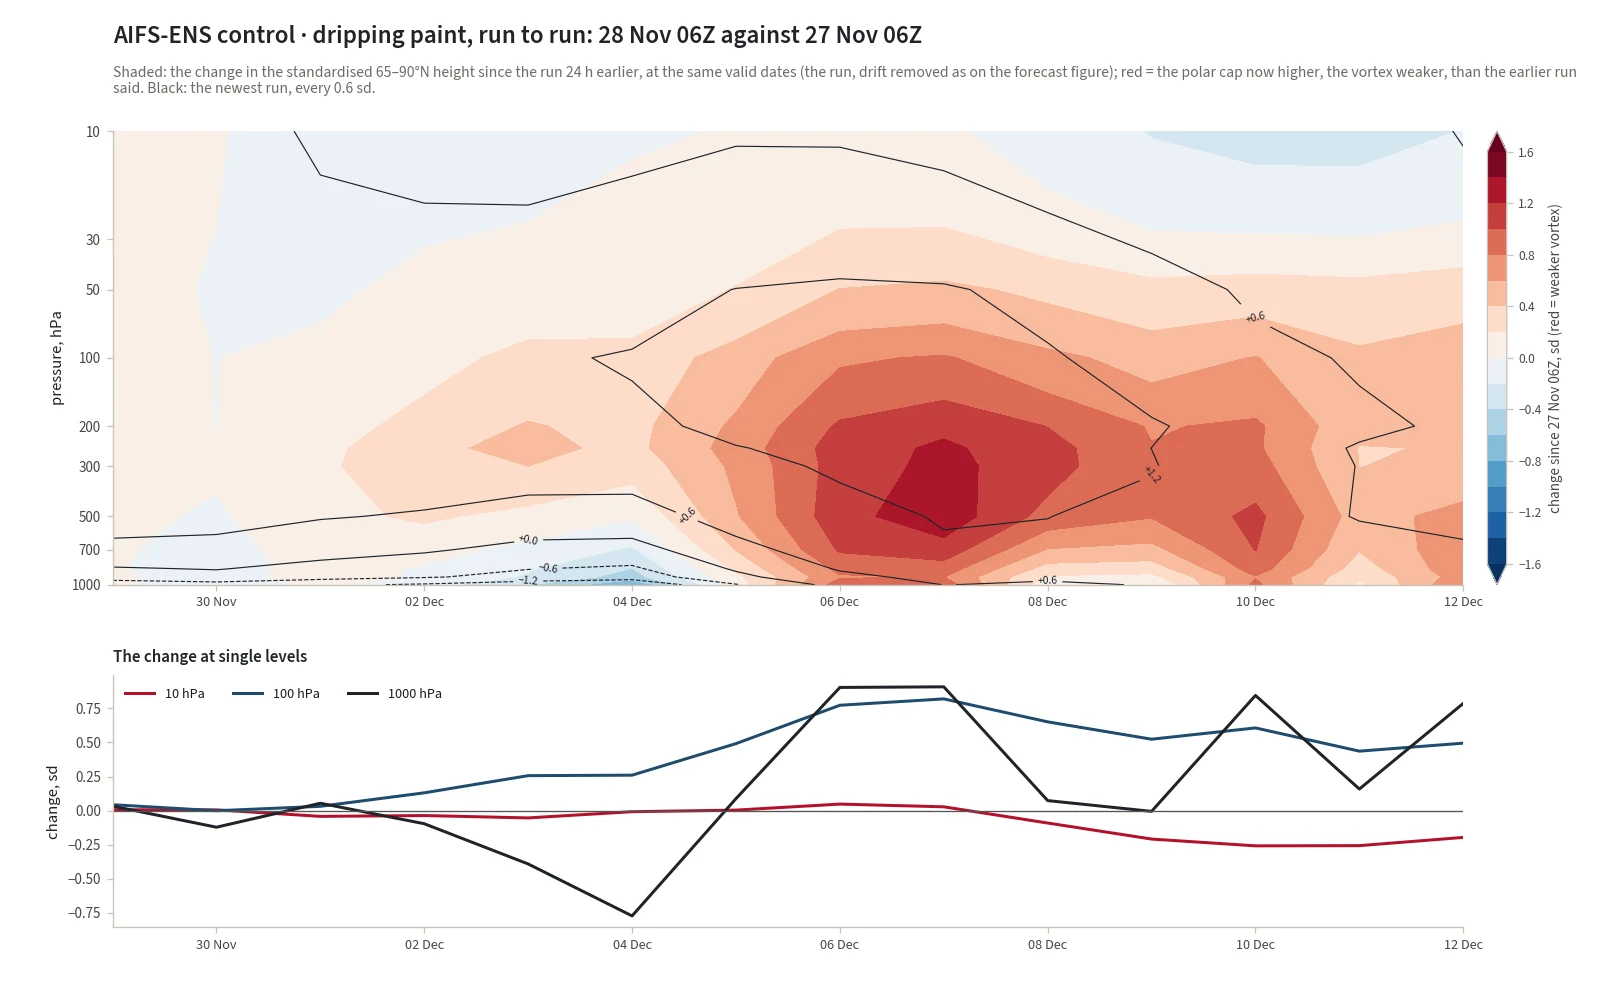 AIFS-ENS control · dripping paint, run to run: 28 Nov 06Z against 27 Nov 06Z
Shaded: the change in the standardised 65–90°N height since the run 24 h earlier, at the same valid dates (the run, drift removed as on the forecast figure); red = the polar cap now higher, the vortex weaker, than the earlier run
said. Black: the newest run, every 0.6 sd.
pressure, hPa
10
30
50
100
200
300
500
700
1000
+0.6
+1.2
+0.6
+0.0
−0.6
−1.2
+0.6
30 Nov
02 Dec
04 Dec
06 Dec
08 Dec
10 Dec
12 Dec
1.6
1.2
0.8
0.4
0.0
−0.4
−0.8
−1.2
−1.6
change since 27 Nov 06Z, sd (red = weaker vortex)
The change at single levels
10 hPa
100 hPa
1000 hPa
change, sd
0.75
0.50
0.25
0.00
−0.25
−0.50
−0.75
30 Nov
02 Dec
04 Dec
06 Dec
08 Dec
10 Dec
12 Dec